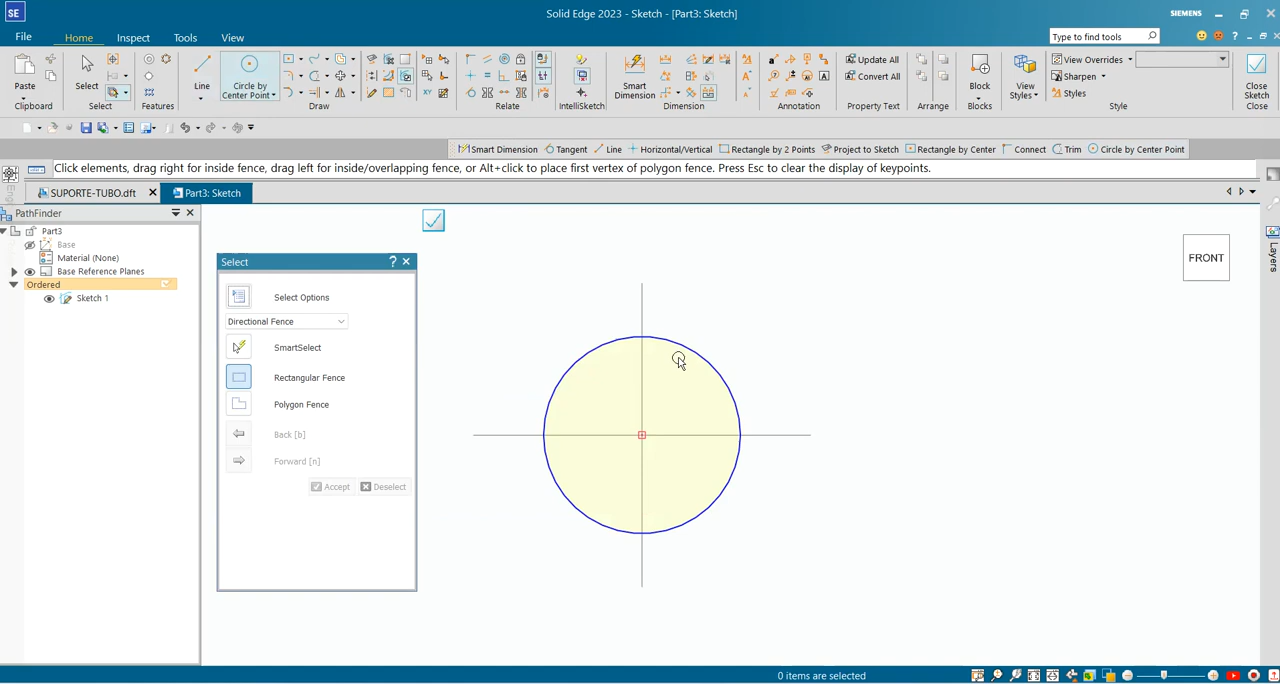 SE
Solid Edge 2023 - Sketch - [Part3: Sketch]
SIEMENS
File
Home
Inspect
Tools
View
Type to find tools
Paste
Select
Line
Circle by
Center Point
Smart
Dimension
Update All
Convert All
Block
View
Styles
View Overrides
Sharpen
Styles
Close
Sketch
Clipboard
Select
Features
Draw
Relate
IntelliSketch
Dimension
Annotation
Property Text
Arrange
Blocks
Style
Close
Smart Dimension
Tangent
Line
Horizontal/Vertical
Rectangle by 2 Points
Project to Sketch
Rectangle by Center
Connect
Trim
Circle by Center Point
Click elements, drag right for inside fence, drag left for inside/overlapping fence, or Alt+click to place first vertex of polygon fence. Press Esc to clear the display of keypoints.
SUPORTE-TUBO.dft
Part3: Sketch
PathFinder
Part3
Base
Material (None)
Base Reference Planes
Ordered
Sketch 1
Select
Select Options
Directional Fence
SmartSelect
Rectangular Fence
Polygon Fence
Back [b]
Forward [n]
Accept
Deselect
FRONT
Layers
0 items are selected